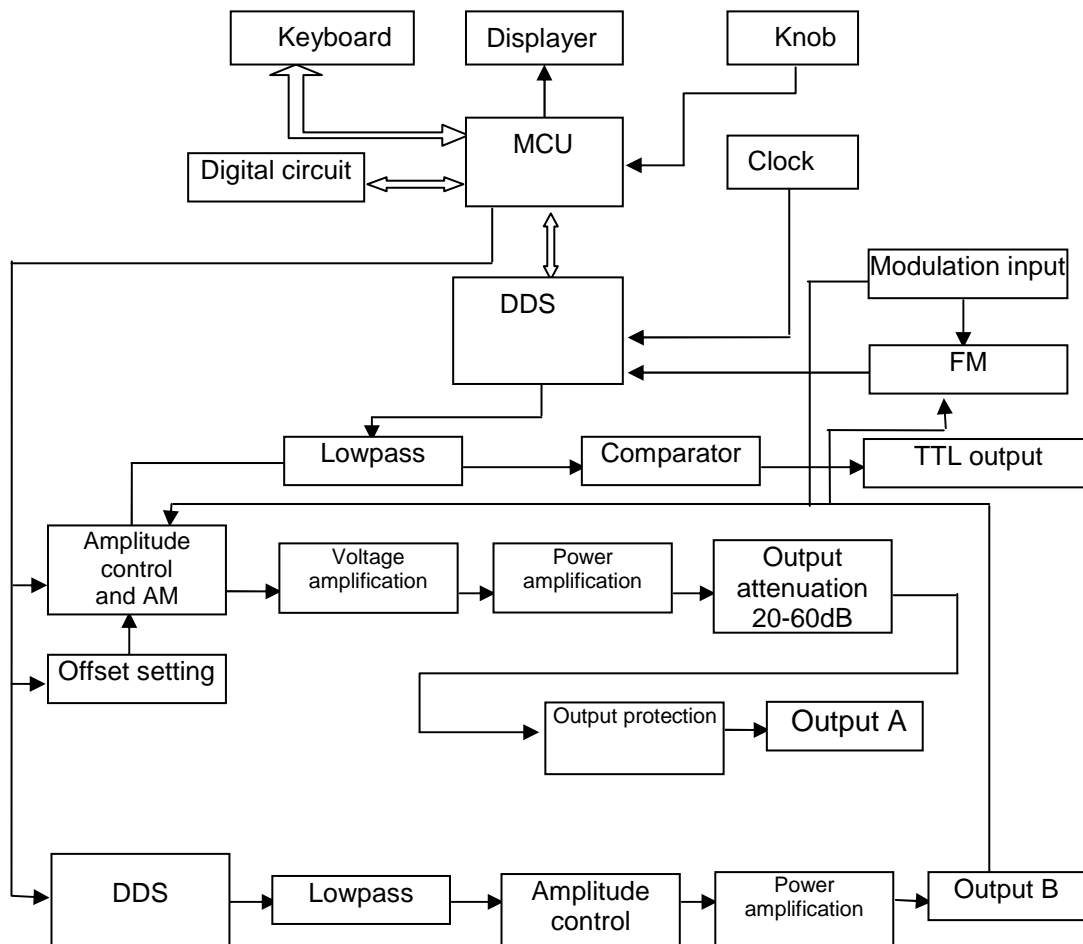 Keyboard
Displayer
Knob
MCU
Digital circuit
Clock
Modulation input
DDS
FM
Lowpass
Comparator
TTL output
Amplitude
control
and AM
Voltage
amplification
Power
amplification
Output
attenuation
20-60dB
Offset setting
Output protection
Output A
DDS
Lowpass
Amplitude
control
Power
amplification
Output B